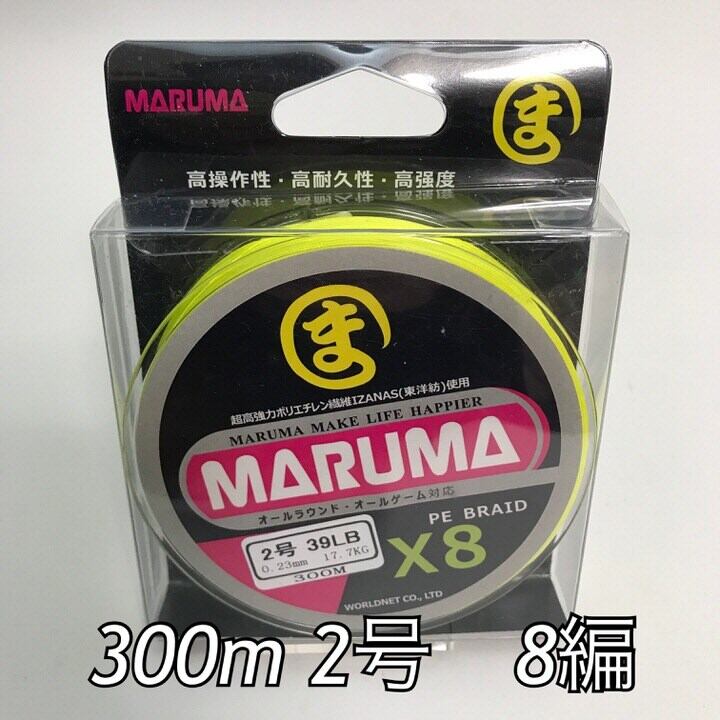 MARUMA
ま
高操作性・高耐久性・高强度
ま
超高強力ポリエチレン繊維IZANAS(東洋紡)使用
MARUMA MAKE LIFE HAPPIER
MARUMA
オールラウンド・オールゲーム対応
PE BRAID
X8
2号 39LB
0.23mm 17.7KG
300M
WORLDNET CO., LTD
300m 2号 8編